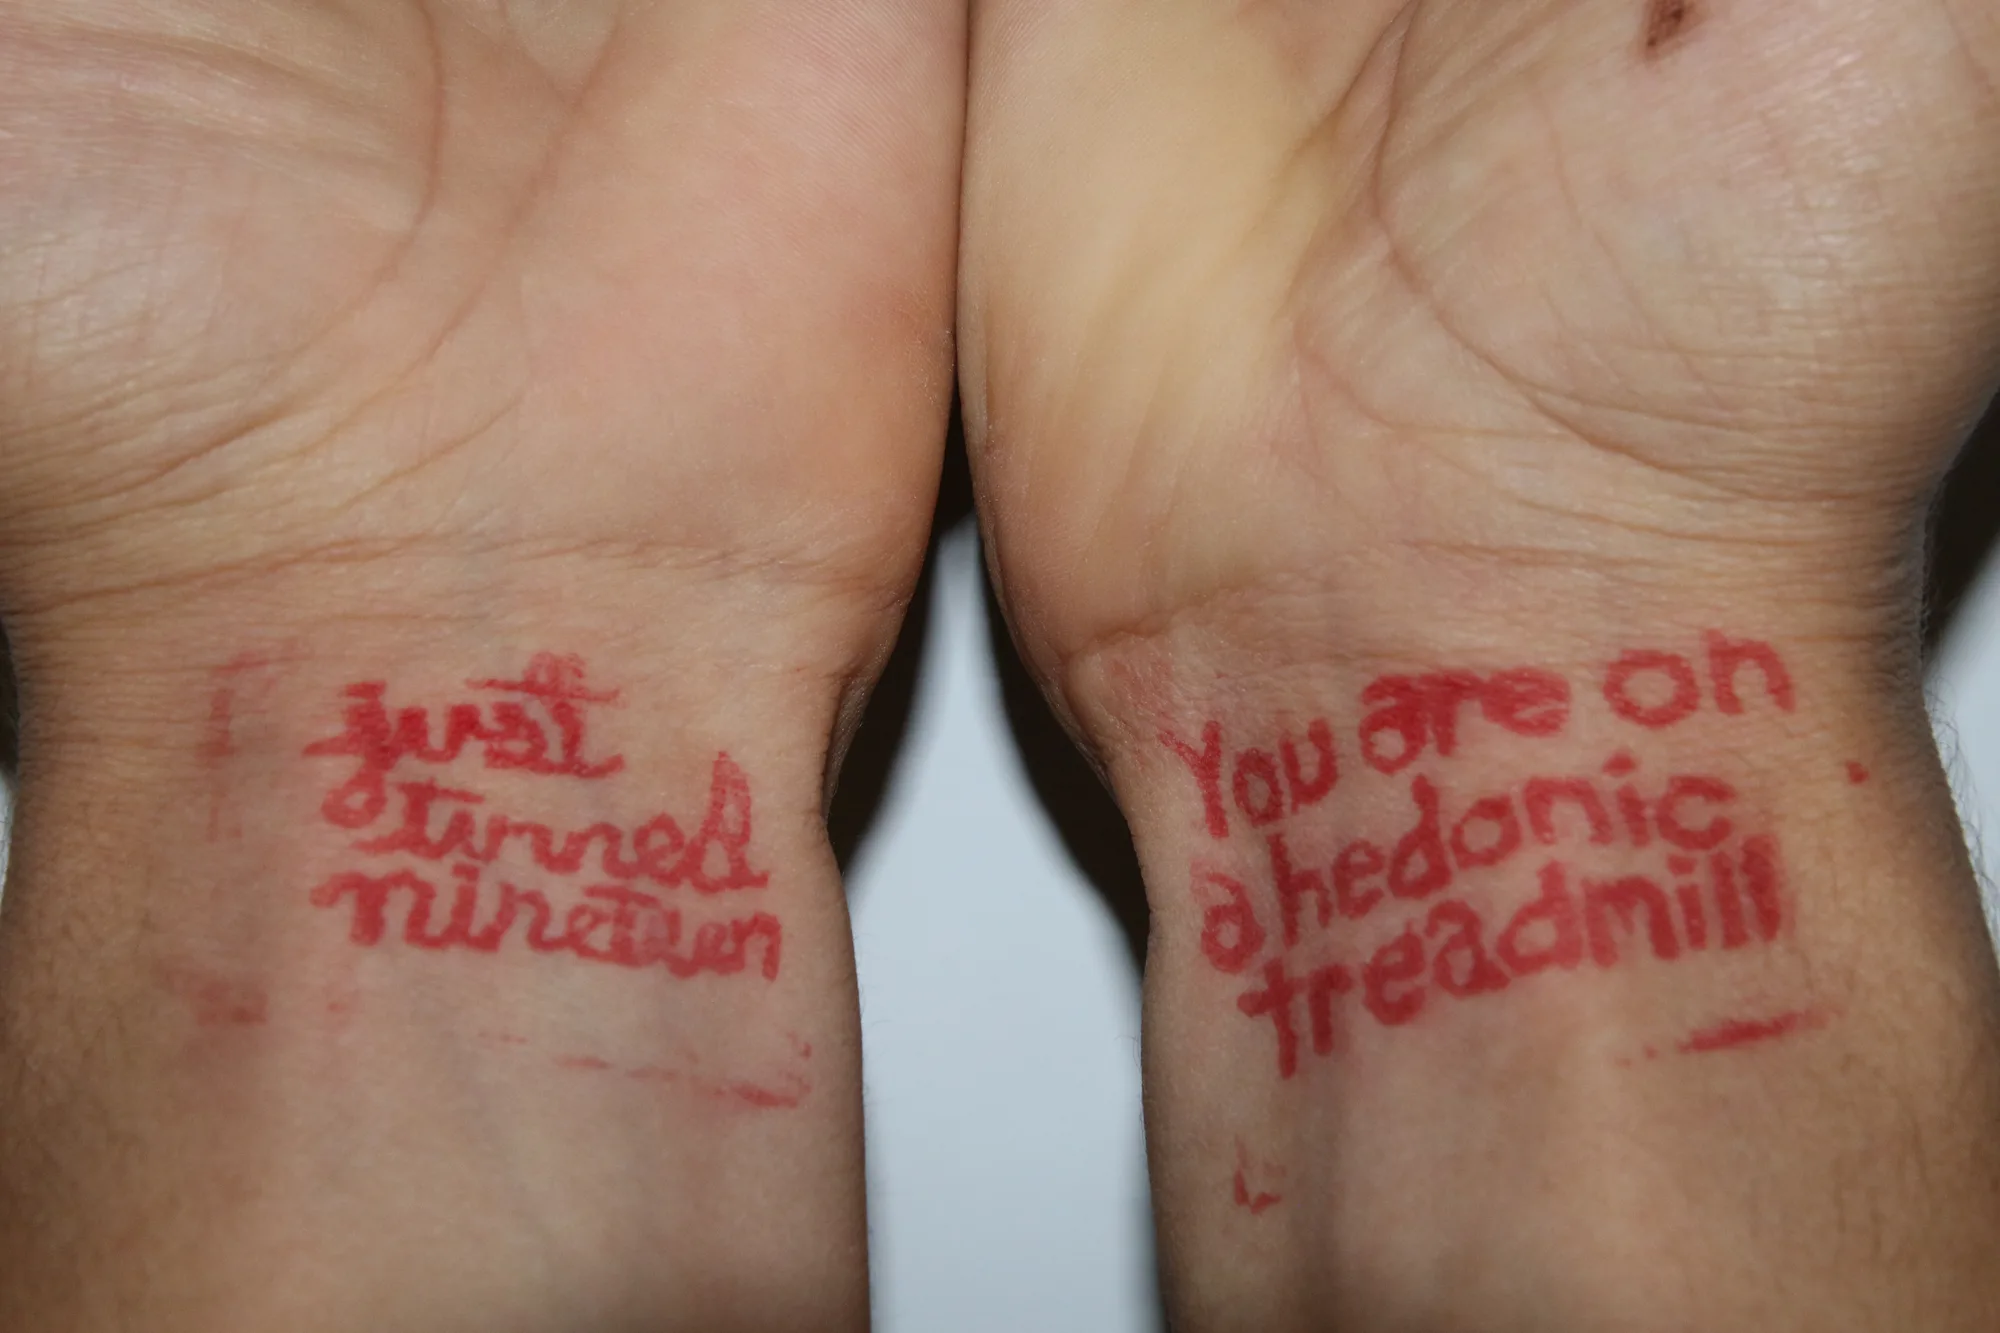 just
turned
nineteen
You are on
a hedonic
treadmill